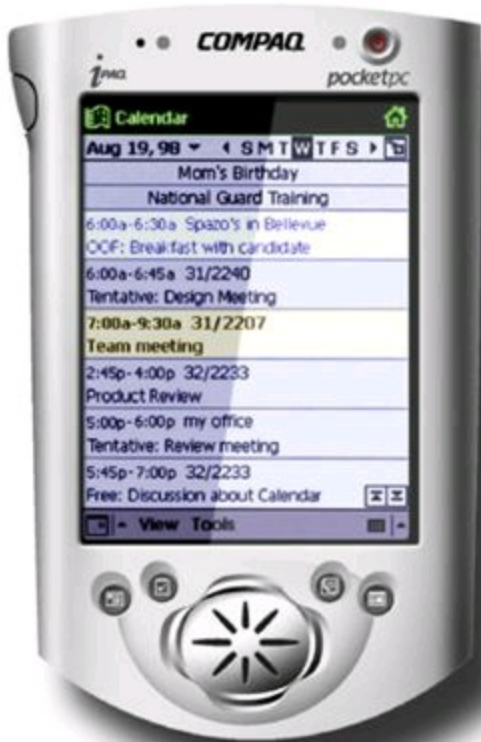 COMPAQ
iPAQ
pocketpc
Calendar
Aug 19, 98 S M T W T F S
Mom's Birthday
National Guard Training
6:00a-6:30a Spazo's in Bellevue
OOF: Breakfast with candidate
6:00a-6:45a 31/2240
Tentative: Design Meeting
7:00a-9:30a 31/2207
Team meeting
2:45p-4:00p 32/2233
Product Review
5:00p-6:00p my office
Tentative: Review meeting
5:45p-7:00p 32/2233
Free: Discussion about Calendar
View Tools